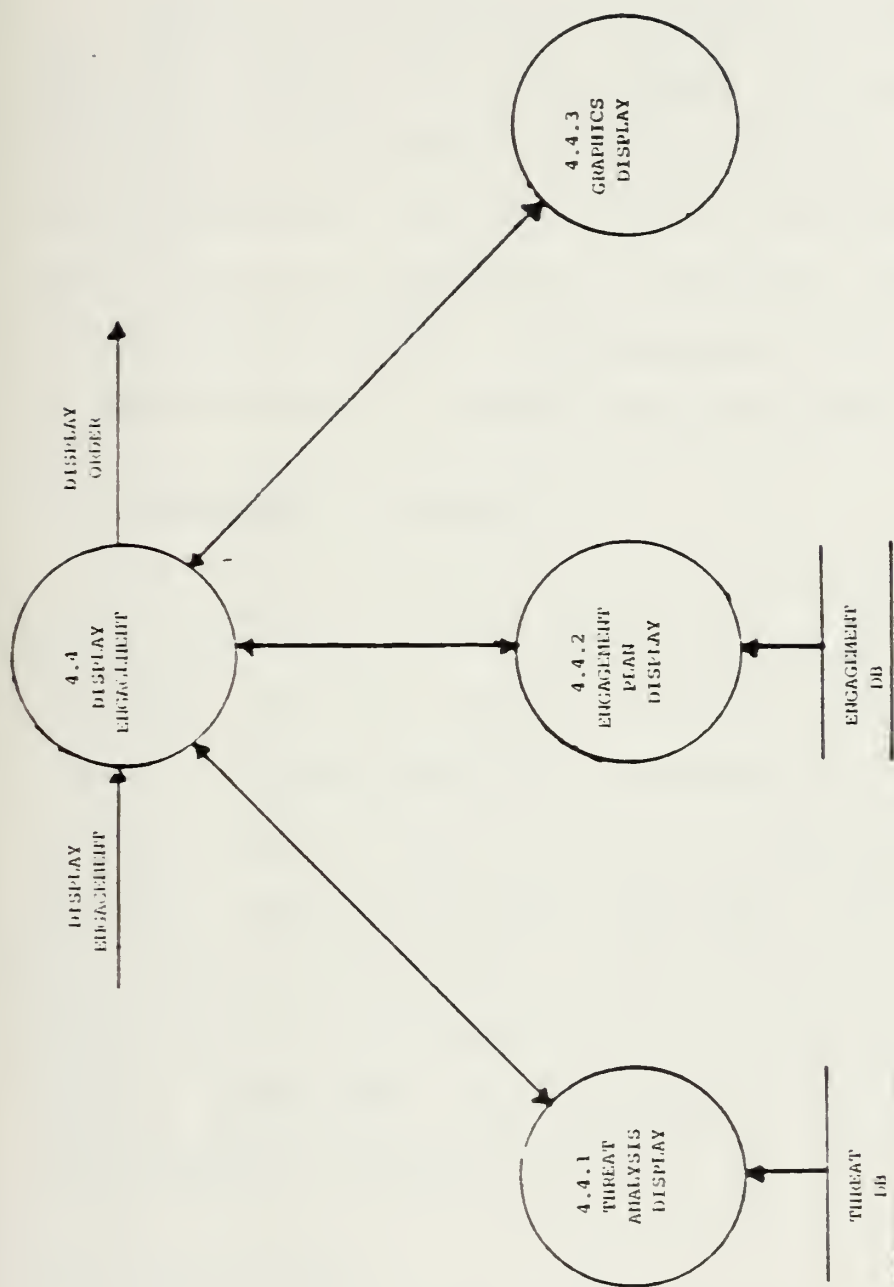 DISPLAY
ENGAGEMENT
4.4
DISPLAY
ENGAGEMENT
DISPLAY
ORDER
4.4.1
THREAT
ANALYSIS
DISPLAY
4.4.2
ENGAGEMENT
PLAN
DISPLAY
4.4.3
GRAPHICS
DISPLAY
THREAT
DB
ENGAGEMENT
DB